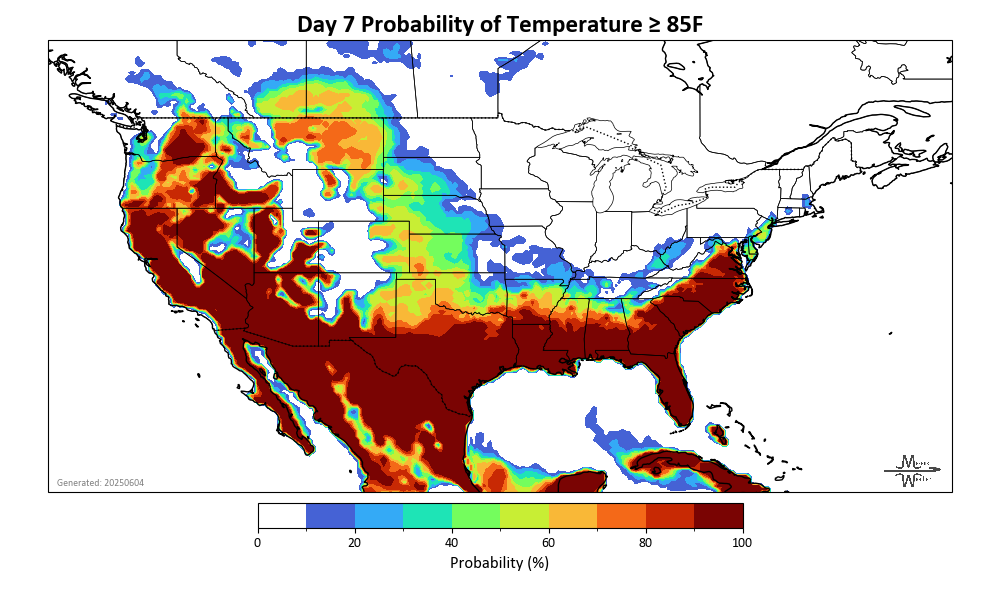 Day 7 Probability of Temperature ≥ 85F
Generated: 20250604
0 20 40 60 80 100
Probability (%)